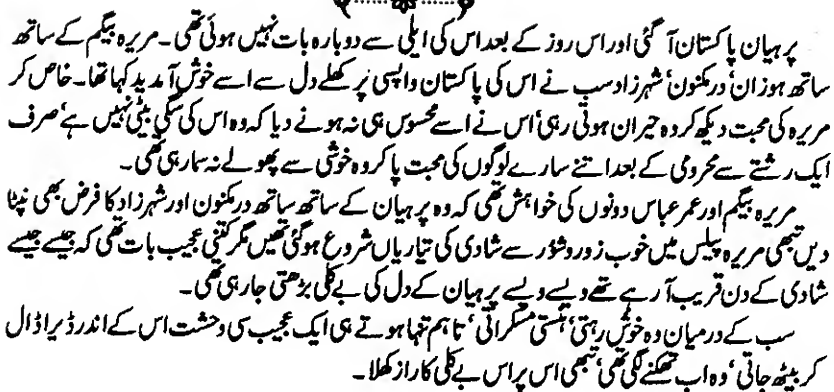 پرہیان پاکستان آ گئی اور اس روز کے بعد اس کی ایلی سے دوبارہ بات نہیں ہوئی تھی۔ مریرہ بیگم کے ساتھ
ساتھ ہوزان، درمکنون، شہرزاد سب نے اس کی پاکستان واپسی پر کھلے دل سے اسے خوش آمدید کہا تھا۔ خاص کر
مریرہ کی محبت دیکھ کر وہ حیران ہوتی رہی، اس نے اسے محسوس ہی نہ ہونے دیا کہ وہ اس کی سگی بیٹی نہیں ہے، صرف
ایک رشتے سے محرومی کے بعد اتنے سارے لوگوں کی محبت پا کر وہ خوشی سے پھولے نہ سما رہی تھی۔
مریرہ بیگم اور عمر عباس دونوں کی خواہش تھی کہ وہ پرہیان کے ساتھ ساتھ درمکنون اور شہرزاد کا فرض بھی نپٹا
دیں تبھی مریرہ پیلس میں خوب زور و شور سے شادی کی تیاریاں شروع ہو گئی تھیں مگر کتنی عجیب بات تھی کہ جیسے جیسے
شادی کے دن قریب آ رہے تھے ویسے ویسے پرہیان کے دل کی بے کلی بڑھتی جا رہی تھی۔
سب کے درمیان وہ خوش رہتی، ہنستی مسکراتی، تاہم تنہا ہوتے ہی ایک عجیب سی وحشت اس کے اندر ڈیرا ڈال
کر بیٹھ جاتی، وہ اب تھکنے لگی تھی، تبھی اس پر اس بے کلی کا راز کھلا۔